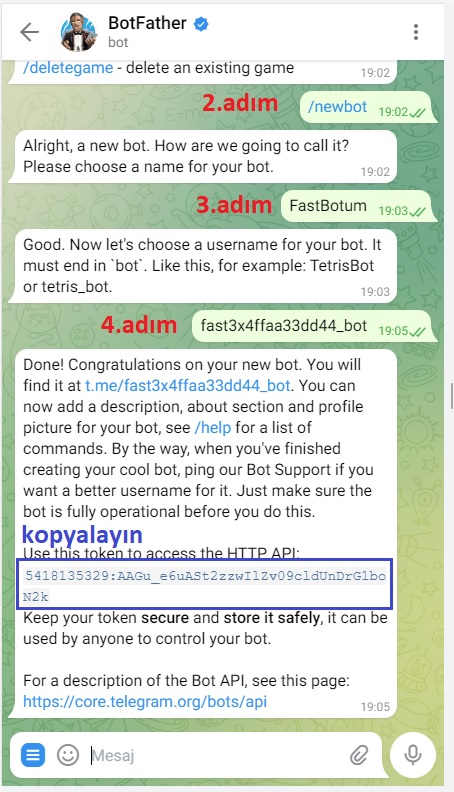 BotFather
bot
/deletegame - delete an existing game
19:02
2.adım
/newbot 19:02
Alright, a new bot. How are we going to call it?
Please choose a name for your bot.
19:02
3.adım
FastBotum 19:03
Good. Now let's choose a username for your bot. It
must end in `bot`. Like this, for example: TetrisBot
or tetris_bot.
19:03
4.adım
fast3x4ffaa33dd44_bot 19:05
Done! Congratulations on your new bot. You will
find it at t.me/fast3x4ffaa33dd44_bot. You can
now add a description, about section and profile
picture for your bot, see /help for a list of
commands. By the way, when you've finished
creating your cool bot, ping our Bot Support if you
want a better username for it. Just make sure the
bot is fully operational before you do this.
kopyalayın
Use this token to access the HTTP API:
5418135329:AAGu_e6uASt2zzwIlZv09cldUnDrGlbo
N2k
Keep your token secure and store it safely, it can be
used by anyone to control your bot.
For a description of the Bot API, see this page:
https://core.telegram.org/bots/api
19:05
Mesaj